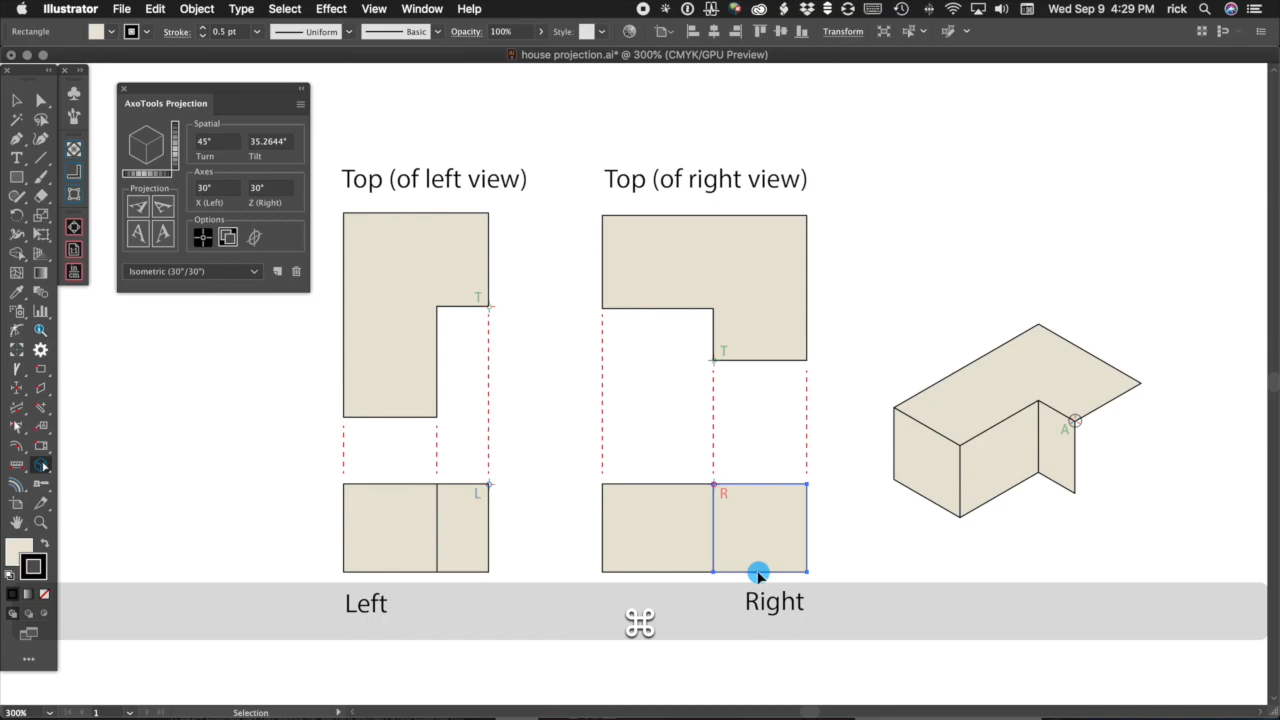 Illustrator File Edit Object Type Select Effect View Window Help Wed Sep 9 4:29 PM rick
Rectangle Stroke: 0.5 pt Uniform Basic Opacity: 100% Style: Transform
house projection.ai* @ 300% (CMYK/GPU Preview)
AxoTools Projection
Spatial
45° 35.2644°
Turn Tilt
Axes
30° 30°
X (Left) Z (Right)
Projection
Options
Isometric (30°/30°)
Top (of left view) Top (of right view)
T
T
A
L
R
Left
Right
⌘
300% 1 Selection